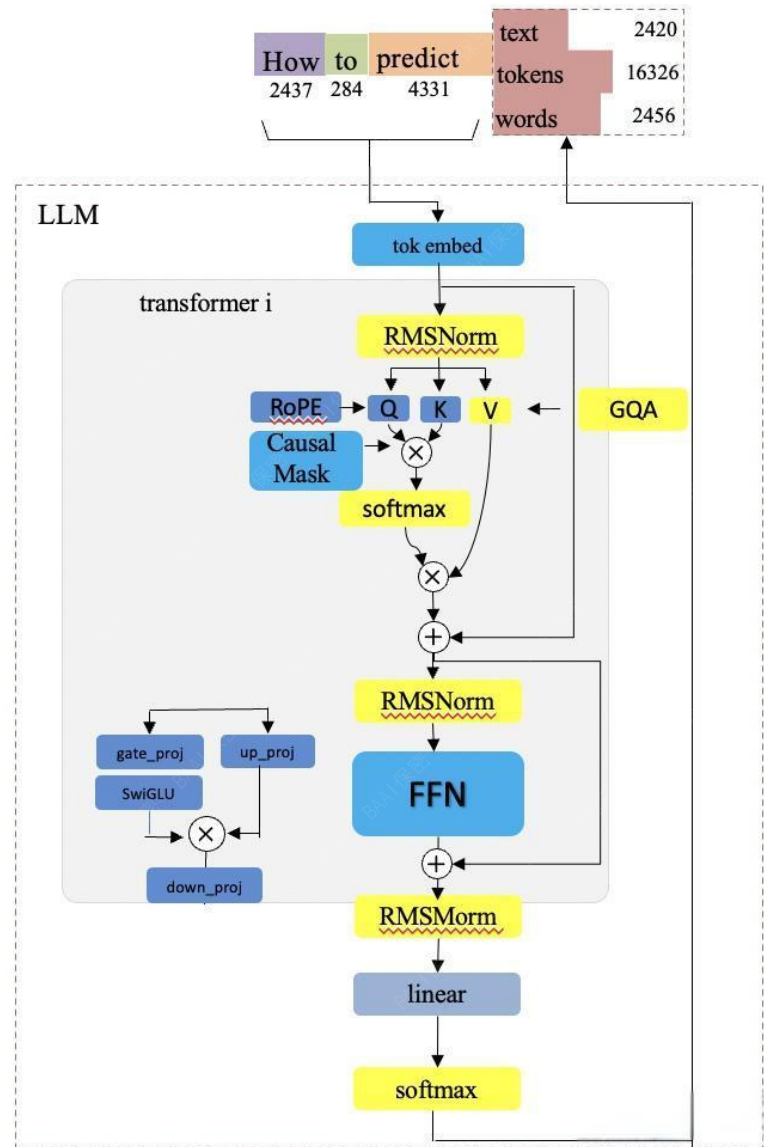 How to predict
2437 284 4331
text 2420
tokens 16326
words 2456
LLM
tok embed
transformer i
RMSNorm
RoPE
Q
K
V
GQA
Causal
Mask
softmax
RMSNorm
gate_proj
up_proj
SwiGLU
FFN
down_proj
RMSMorm
linear
softmax